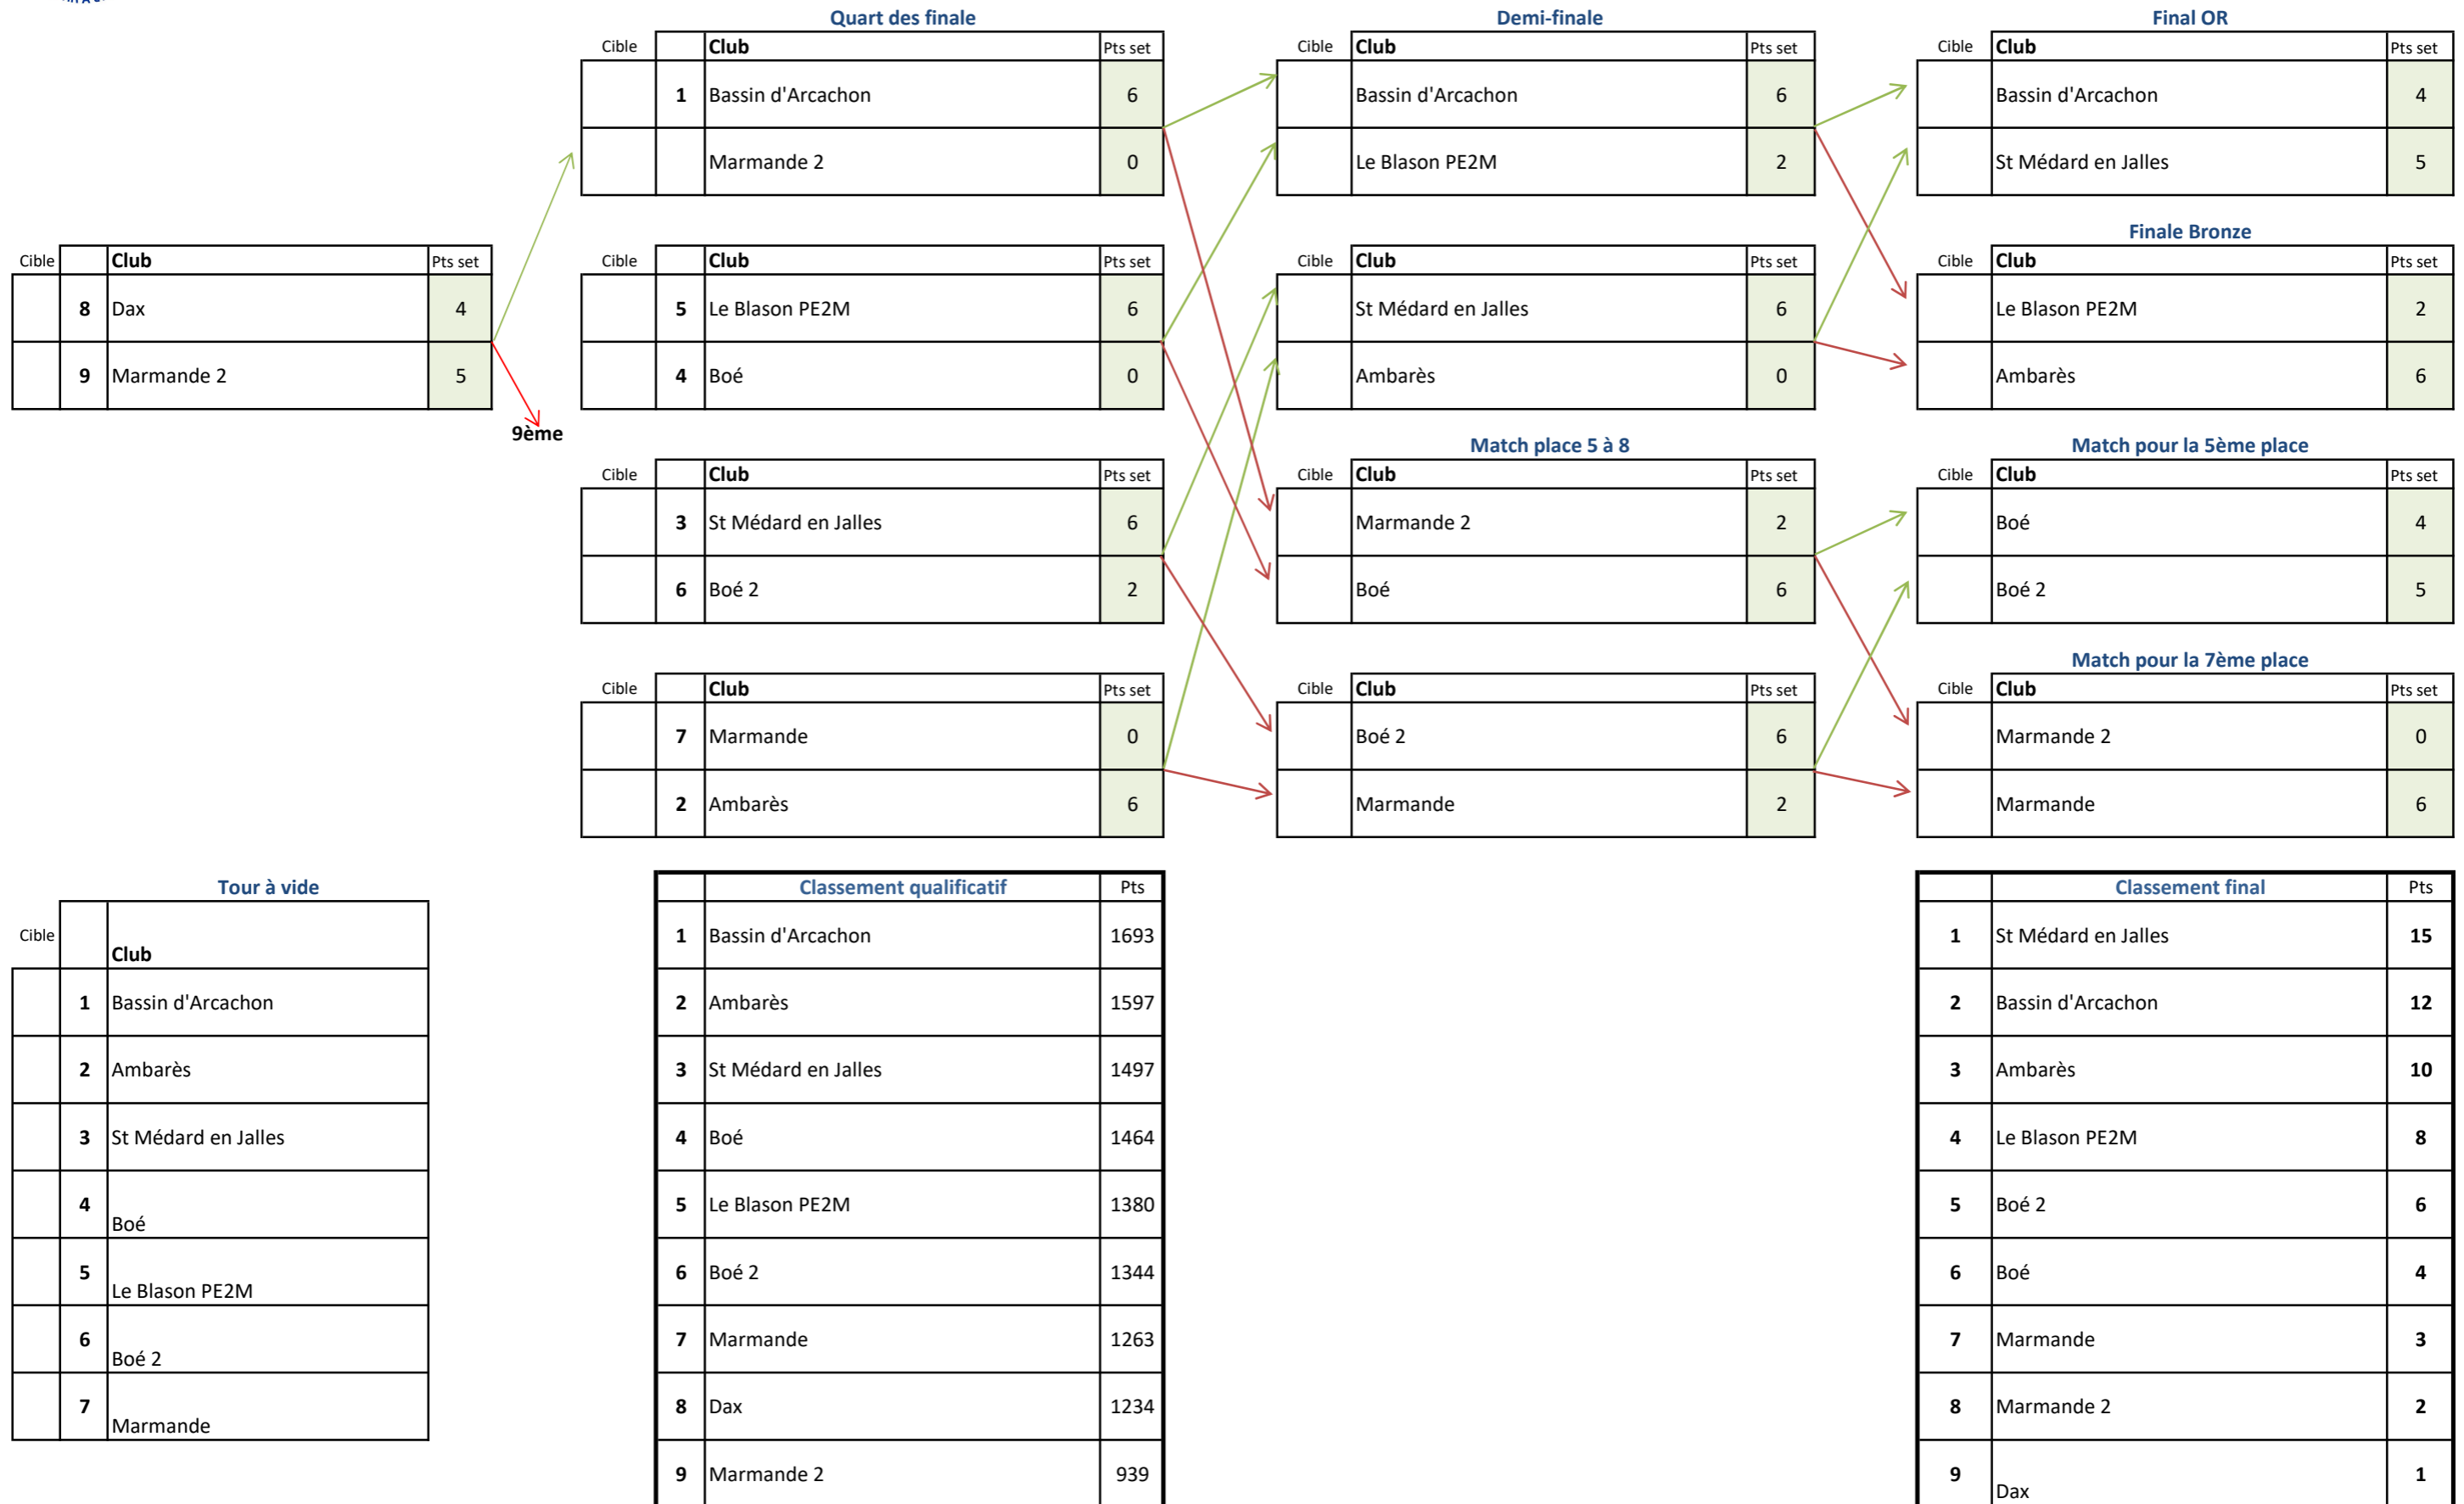 Quart des finale Demi-finale Final OR
Cible Club Pts set Cible Club Pts set Cible Club Pts set
1 Bassin d'Arcachon 6 Bassin d'Arcachon 6 Bassin d'Arcachon 4
Marmande 2 0 Le Blason PE2M 2 St Médard en Jalles 5
Finale Bronze
Cible Club Pts set Cible Club Pts set Cible Club Pts set Cible Club Pts set
8 Dax 4 5 Le Blason PE2M 6 St Médard en Jalles 6 Le Blason PE2M 2
9 Marmande 2 5 4 Boé 0 Ambarès 0 Ambarès 6
9ème
Match place 5 à 8 Match pour la 5ème place
Cible Club Pts set Cible Club Pts set Cible Club Pts set
3 St Médard en Jalles 6 Marmande 2 2 Boé 4
6 Boé 2 2 Boé 6 Boé 2 5
Match pour la 7ème place
Cible Club Pts set Cible Club Pts set Cible Club Pts set
7 Marmande 0 Boé 2 6 Marmande 2 0
2 Ambarès 6 Marmande 2 Marmande 6
Tour à vide Classement qualificatif Pts Classement final Pts
Cible Club 1 Bassin d'Arcachon 1693 1 St Médard en Jalles 15
1 Bassin d'Arcachon 2 Ambarès 1597 2 Bassin d'Arcachon 12
2 Ambarès 3 St Médard en Jalles 1497 3 Ambarès 10
3 St Médard en Jalles 4 Boé 1464 4 Le Blason PE2M 8
4 Boé 5 Le Blason PE2M 1380 5 Boé 2 6
5 Le Blason PE2M 6 Boé 2 1344 6 Boé 4
6 Boé 2 7 Marmande 1263 7 Marmande 3
7 Marmande 8 Dax 1234 8 Marmande 2 2
9 Marmande 2 939 9 Dax 1